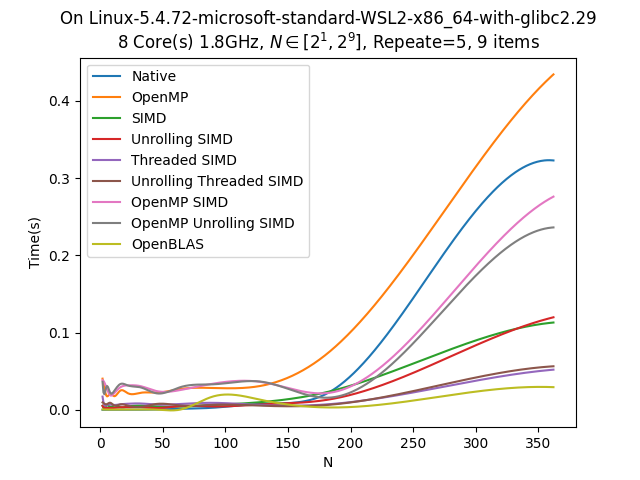 On Linux-5.4.72-microsoft-standard-WSL2-x86_64-with-glibc2.29
8 Core(s) 1.8GHz, N ∈ [2^1, 2^9], Repeate=5, 9 items
Native
OpenMP
SIMD
Unrolling SIMD
Threaded SIMD
Unrolling Threaded SIMD
OpenMP SIMD
OpenMP Unrolling SIMD
OpenBLAS
Time(s)
0.4
0.3
0.2
0.1
0.0
0 50 100 150 200 250 300 350
N